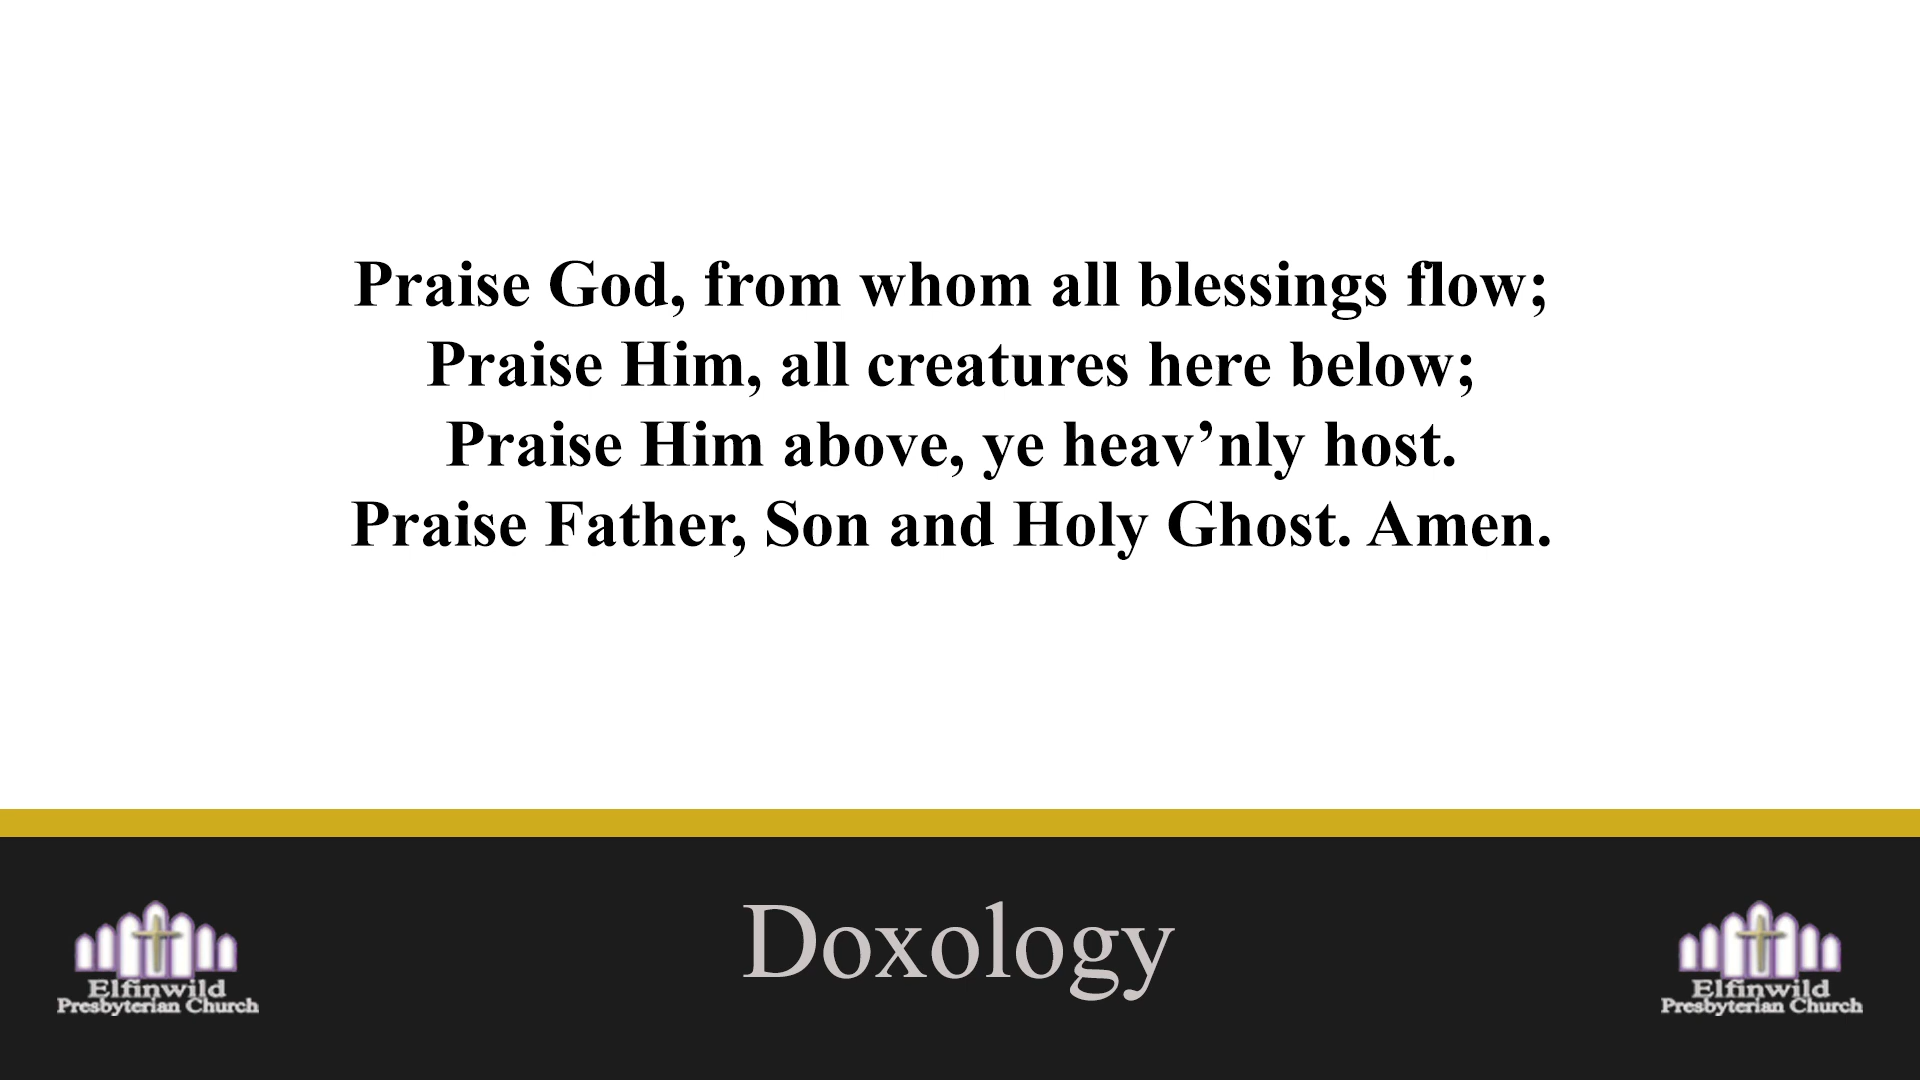 Praise God, from whom all blessings flow;
Praise Him, all creatures here below;
Praise Him above, ye heav’nly host.
Praise Father, Son and Holy Ghost. Amen.
Doxology
Elfinwild
Presbyterian Church
Elfinwild
Presbyterian Church